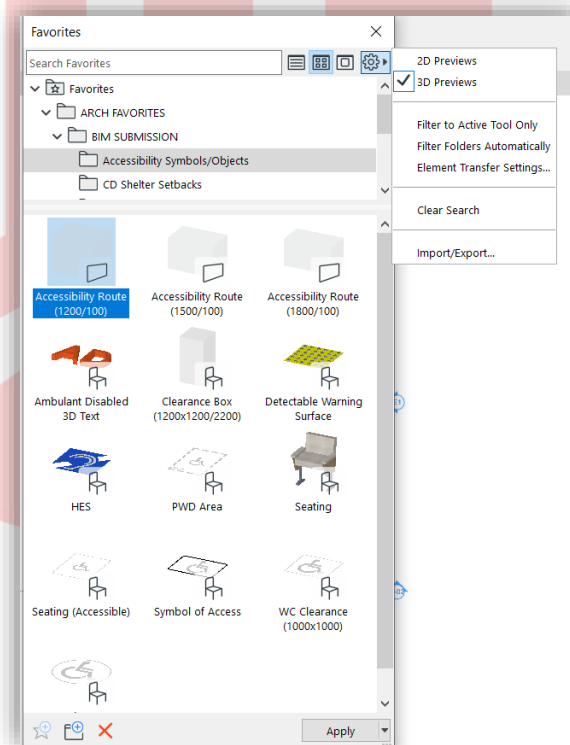 Favorites
Search Favorites
2D Previews
3D Previews
Filter to Active Tool Only
Filter Folders Automatically
Element Transfer Settings...
Clear Search
Import/Export...
Favorites
ARCH FAVORITES
BIM SUBMISSION
Accessibility Symbols/Objects
CD Shelter Setbacks
Accessibility Route
(1200/100)
Accessibility Route
(1500/100)
Accessibility Route
(1800/100)
Ambulant Disabled
3D Text
Clearance Box
(1200x1200/2200)
Detectable Warning
Surface
HES
PWD Area
Seating
Seating (Accessible)
Symbol of Access
WC Clearance
(1000x1000)
Apply